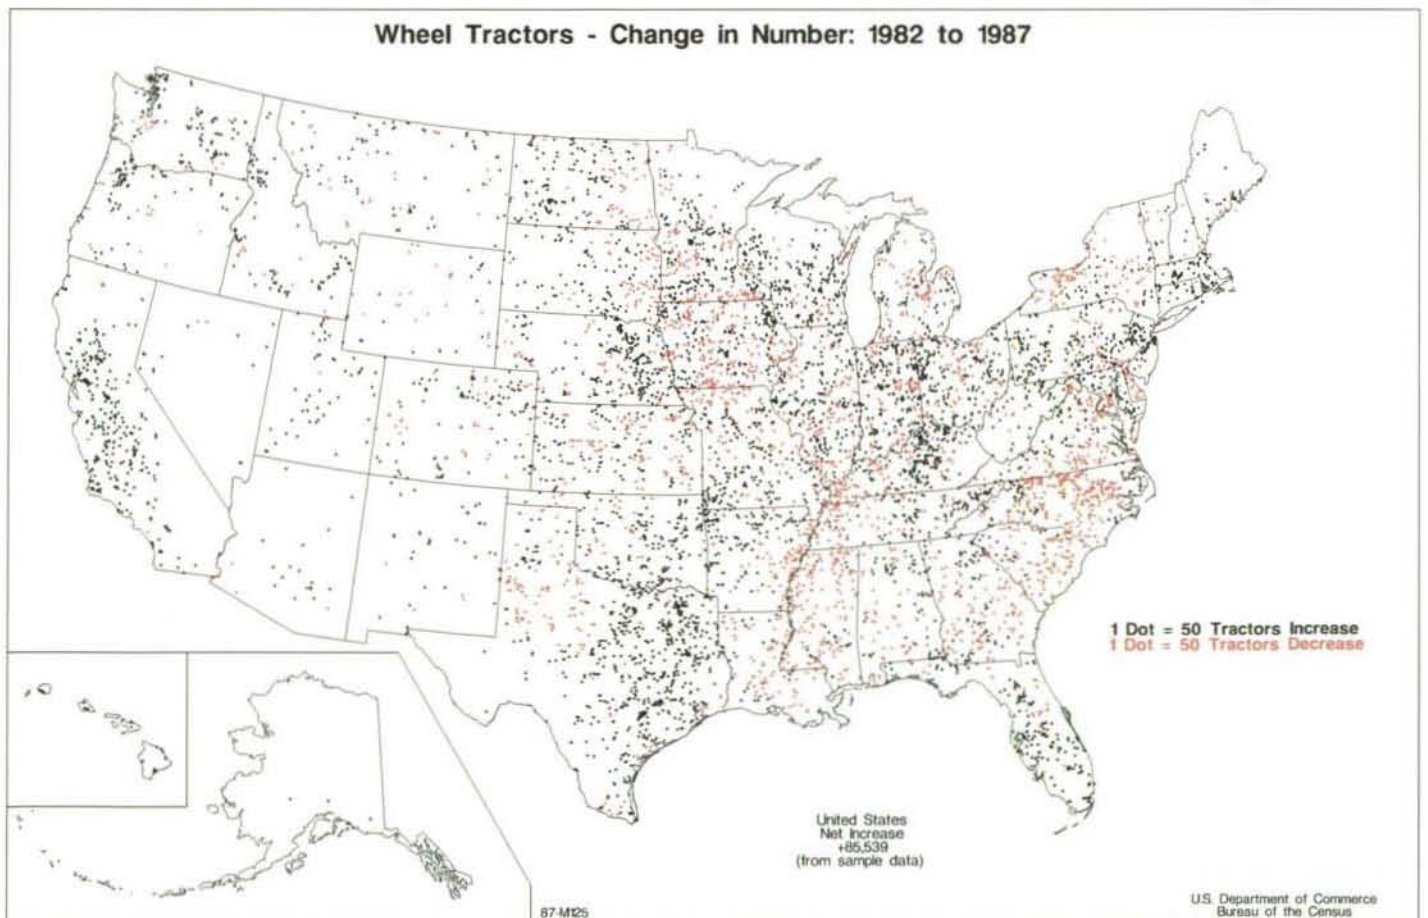 Wheel Tractors - Change in Number: 1982 to 1987
1 Dot = 50 Tractors Increase
1 Dot = 50 Tractors Decrease
United States
Net Increase
+85,539
(from sample data)
87-M125
U.S. Department of Commerce
Bureau of the Census